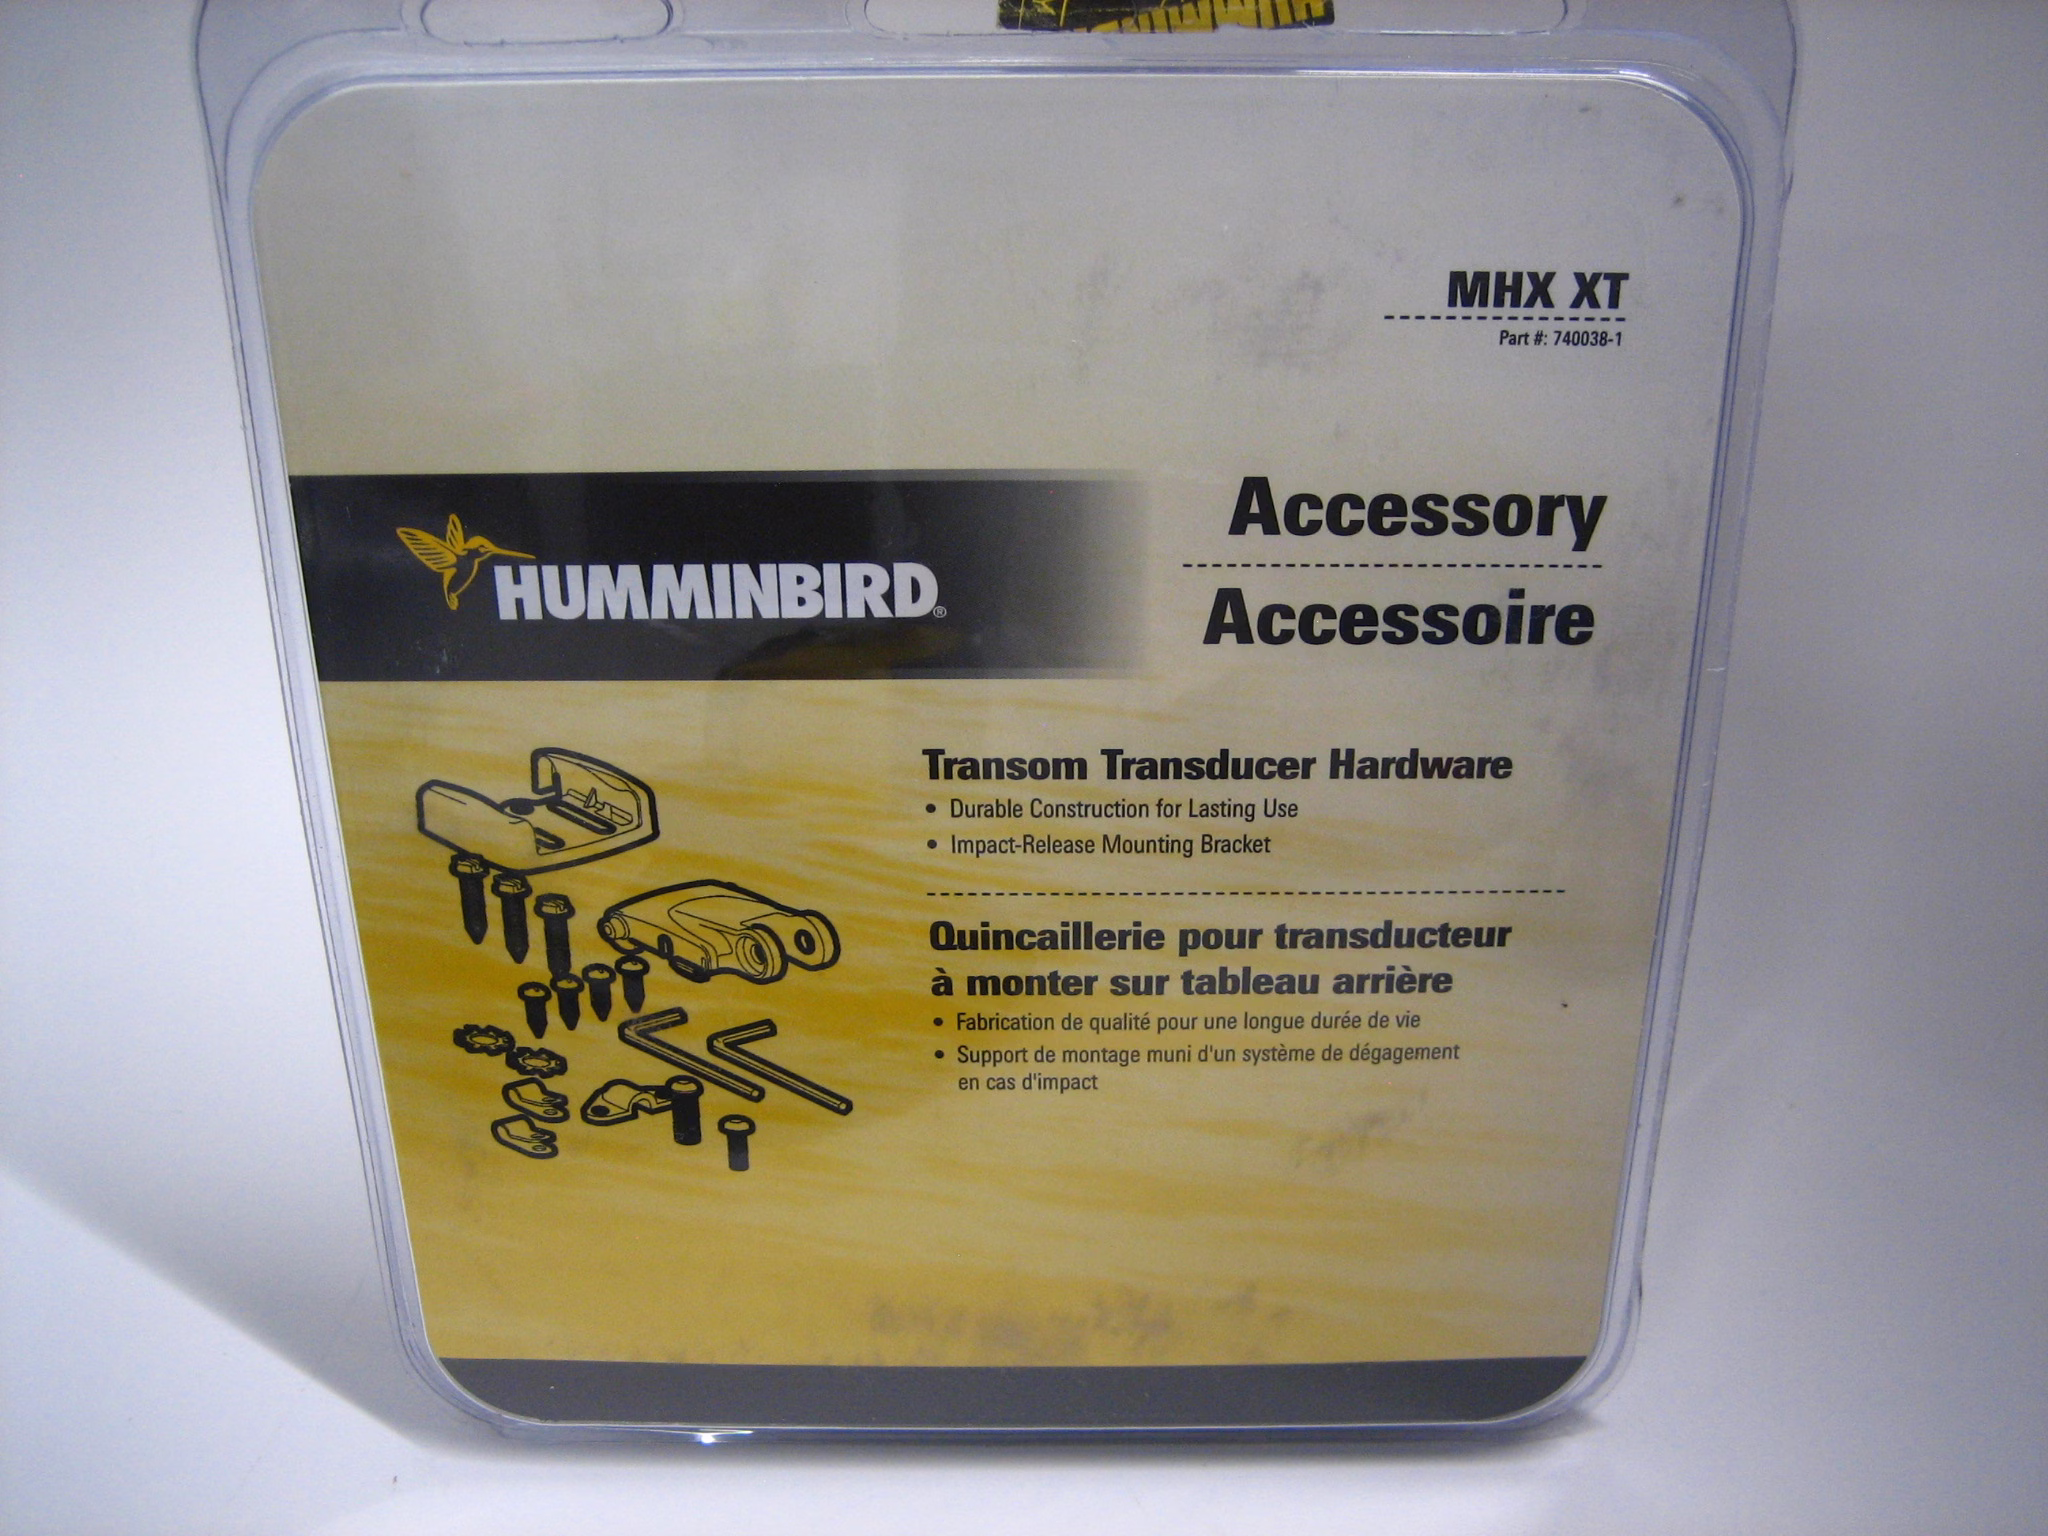 MHX XT
Part #: 740038-1
HUMMINBIRD®
Accessory
Accessoire
Transom Transducer Hardware
• Durable Construction for Lasting Use
• Impact-Release Mounting Bracket
Quincaillerie pour transducteur
à monter sur tableau arrière
• Fabrication de qualité pour une longue durée de vie
• Support de montage muni d'un système de dégagement
en cas d'impact